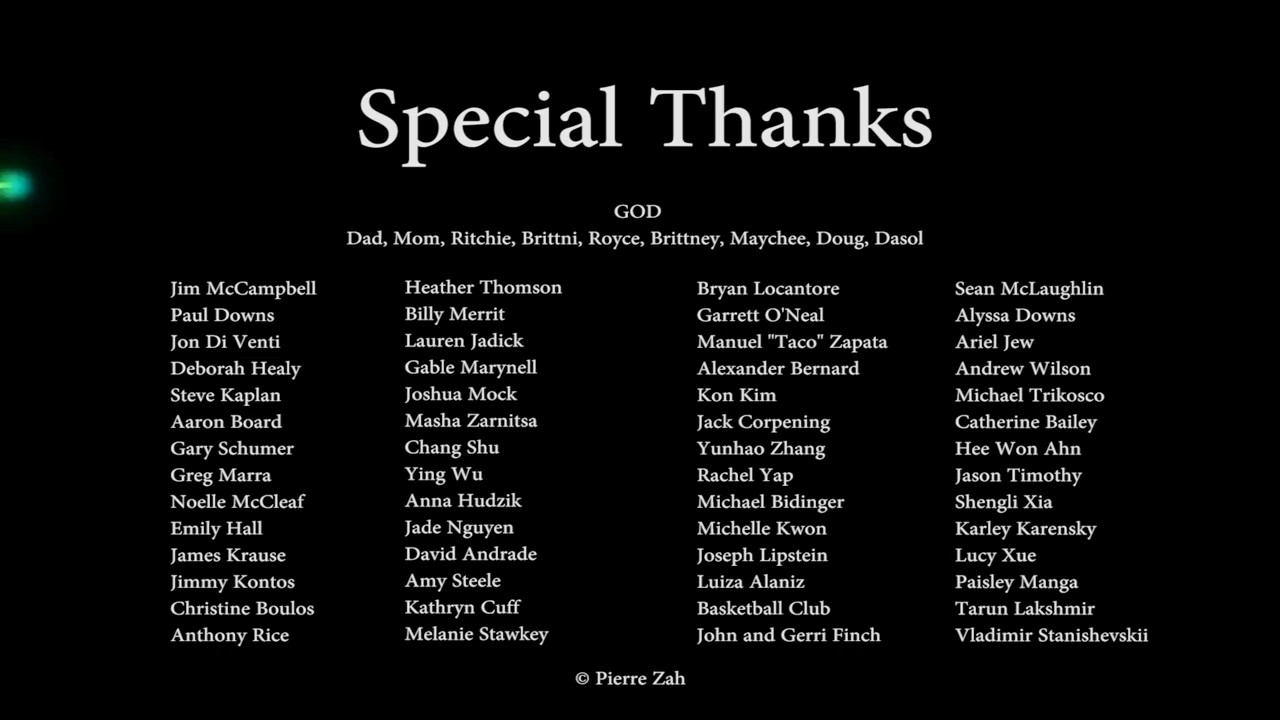 Special Thanks
GOD
Dad, Mom, Ritchie, Brittni, Royce, Brittney, Maychee, Doug, Dasol
Jim McCampbell
Paul Downs
Jon Di Venti
Deborah Healy
Steve Kaplan
Aaron Board
Gary Schumer
Greg Marra
Noelle McCleaf
Emily Hall
James Krause
Jimmy Kontos
Christine Boulos
Anthony Rice
Heather Thomson
Billy Merrit
Lauren Jadick
Gable Marynell
Joshua Mock
Masha Zarnitsa
Chang Shu
Ying Wu
Anna Hudzik
Jade Nguyen
David Andrade
Amy Steele
Kathryn Cuff
Melanie Stawkey
Bryan Locantore
Garrett O'Neal
Manuel "Taco" Zapata
Alexander Bernard
Kon Kim
Jack Corpening
Yunhao Zhang
Rachel Yap
Michael Bidinger
Michelle Kwon
Joseph Lipstein
Luiza Alaniz
Basketball Club
John and Gerri Finch
Sean McLaughlin
Alyssa Downs
Ariel Jew
Andrew Wilson
Michael Trikosco
Catherine Bailey
Hee Won Ahn
Jason Timothy
Shengli Xia
Karley Karensky
Lucy Xue
Paisley Manga
Tarun Lakshmir
Vladimir Stanishevskii
© Pierre Zah